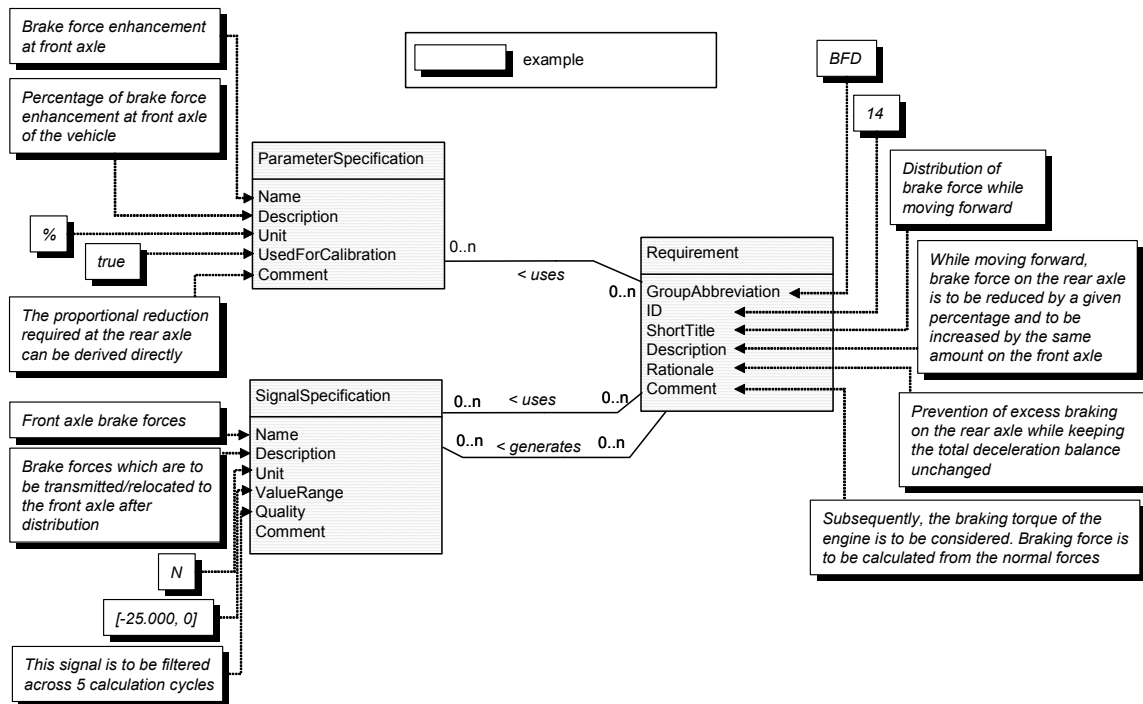 Brake force enhancement
at front axle
Percentage of brake force
enhancement at front axle
of the vehicle
%
true
The proportional reduction
required at the rear axle
can be derived directly
example
ParameterSpecification
Name
Description
Unit
UsedForCalibration
Comment
0..n
< uses
0..n
Requirement
GroupAbbreviation
ID
ShortTitle
Description
Rationale
Comment
BFD
14
Distribution of
brake force while
moving forward
While moving forward,
brake force on the rear axle
is to be reduced by a given
percentage and to be
increased by the same
amount on the front axle
Prevention of excess braking
on the rear axle while keeping
the total deceleration balance
unchanged
Subsequently, the braking torque of the
engine is to be considered. Braking force is
to be calculated from the normal forces
SignalSpecification
Name
Description
Unit
ValueRange
Quality
Comment
0..n
< uses
0..n
0..n
< generates
0..n
Front axle brake forces
Brake forces which are to
be transmitted/relocated to
the front axle after
distribution
N
[-25.000, 0]
This signal is to be filtered
across 5 calculation cycles